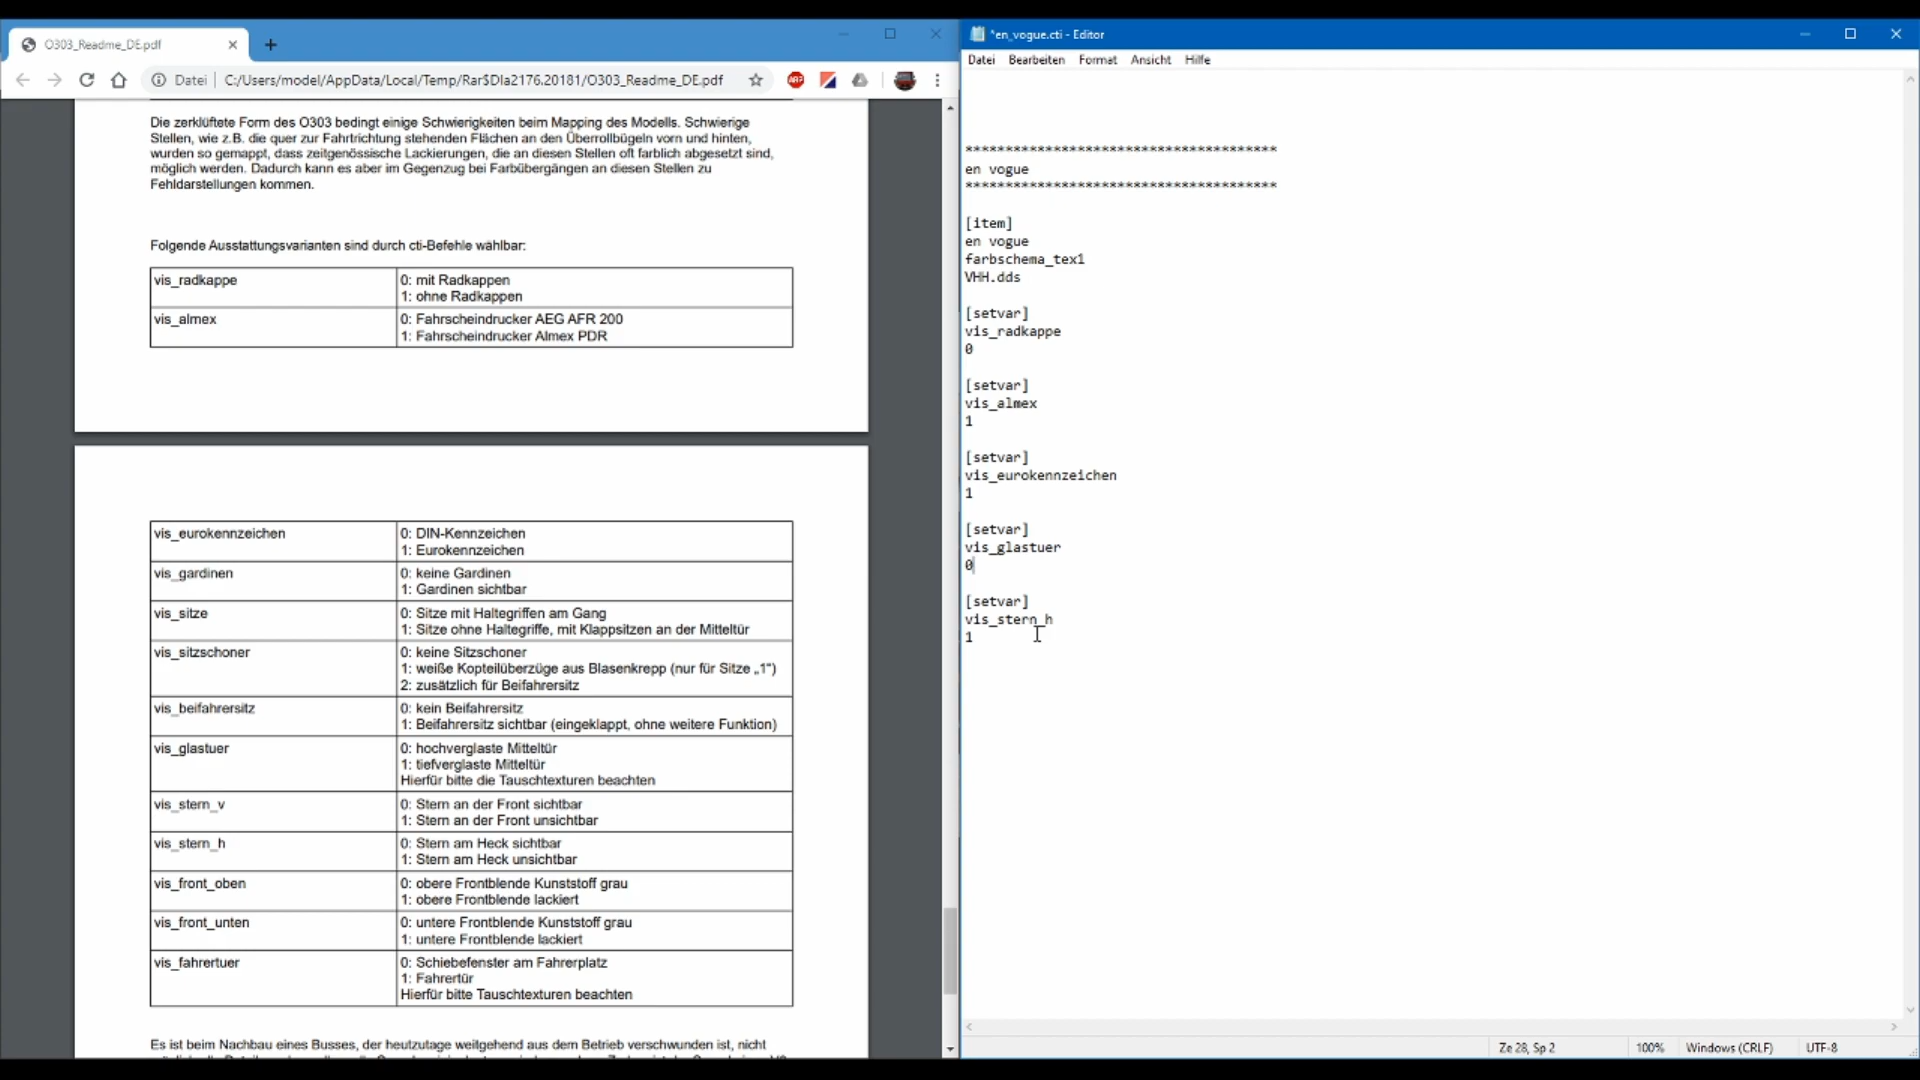 O303_Readme_DE.pdf
Datei
C:/Users/model/AppData/Local/Temp/Rar$DIa2176.20181/O303_Readme_DE.pdf
ABP
Die zerklüftete Form des O303 bedingt einige Schwierigkeiten beim Mapping des Modells. Schwierige
Stellen, wie z.B. die quer zur Fahrtrichtung stehenden Flächen an den Überrollbügeln vorn und hinten,
wurden so gemappt, dass zeitgenössische Lackierungen, die an diesen Stellen oft farblich abgesetzt sind,
möglich werden. Dadurch kann es aber im Gegenzug bei Farbübergängen an diesen Stellen zu
Fehldarstellungen kommen.
Folgende Ausstattungsvarianten sind durch cti-Befehle wählbar:
vis_radkappe
0: mit Radkappen
1: ohne Radkappen
vis_almex
0: Fahrscheindrucker AEG AFR 200
1: Fahrscheindrucker Almex PDR
vis_eurokennzeichen
0: DIN-Kennzeichen
1: Eurokennzeichen
vis_gardinen
0: keine Gardinen
1: Gardinen sichtbar
vis_sitze
0: Sitze mit Haltegriffen am Gang
1: Sitze ohne Haltegriffe, mit Klappsitzen an der Mitteltür
vis_sitzschoner
0: keine Sitzschoner
1: weiße Kopteilüberzüge aus Blasenkrepp (nur für Sitze „1")
2: zusätzlich für Beifahrersitz
vis_beifahrersitz
0: kein Beifahrersitz
1: Beifahrersitz sichtbar (eingeklappt, ohne weitere Funktion)
vis_glastuer
0: hochverglaste Mitteltür
1: tiefverglaste Mitteltür
Hierfür bitte die Tauschtexturen beachten
vis_stern_v
0: Stern an der Front sichtbar
1: Stern an der Front unsichtbar
vis_stern_h
0: Stern am Heck sichtbar
1: Stern am Heck unsichtbar
vis_front_oben
0: obere Frontblende Kunststoff grau
1: obere Frontblende lackiert
vis_front_unten
0: untere Frontblende Kunststoff grau
1: untere Frontblende lackiert
vis_fahrertuer
0: Schiebefenster am Fahrerplatz
1: Fahrertür
Hierfür bitte Tauschtexturen beachten
Es ist beim Nachbau eines Busses, der heutzutage weitgehend aus dem Betrieb verschwunden ist, nicht
*en_vogue.cti - Editor
Datei Bearbeiten Format Ansicht Hilfe
***************************************
en vogue
***************************************
[item]
en vogue
farbschema_tex1
VHH.dds
[setvar]
vis_radkappe
0
[setvar]
vis_almex
1
[setvar]
vis_eurokennzeichen
1
[setvar]
vis_glastuer
0
[setvar]
vis_stern_h
1
Ze 28, Sp 2
100%
Windows (CRLF)
UTF-8